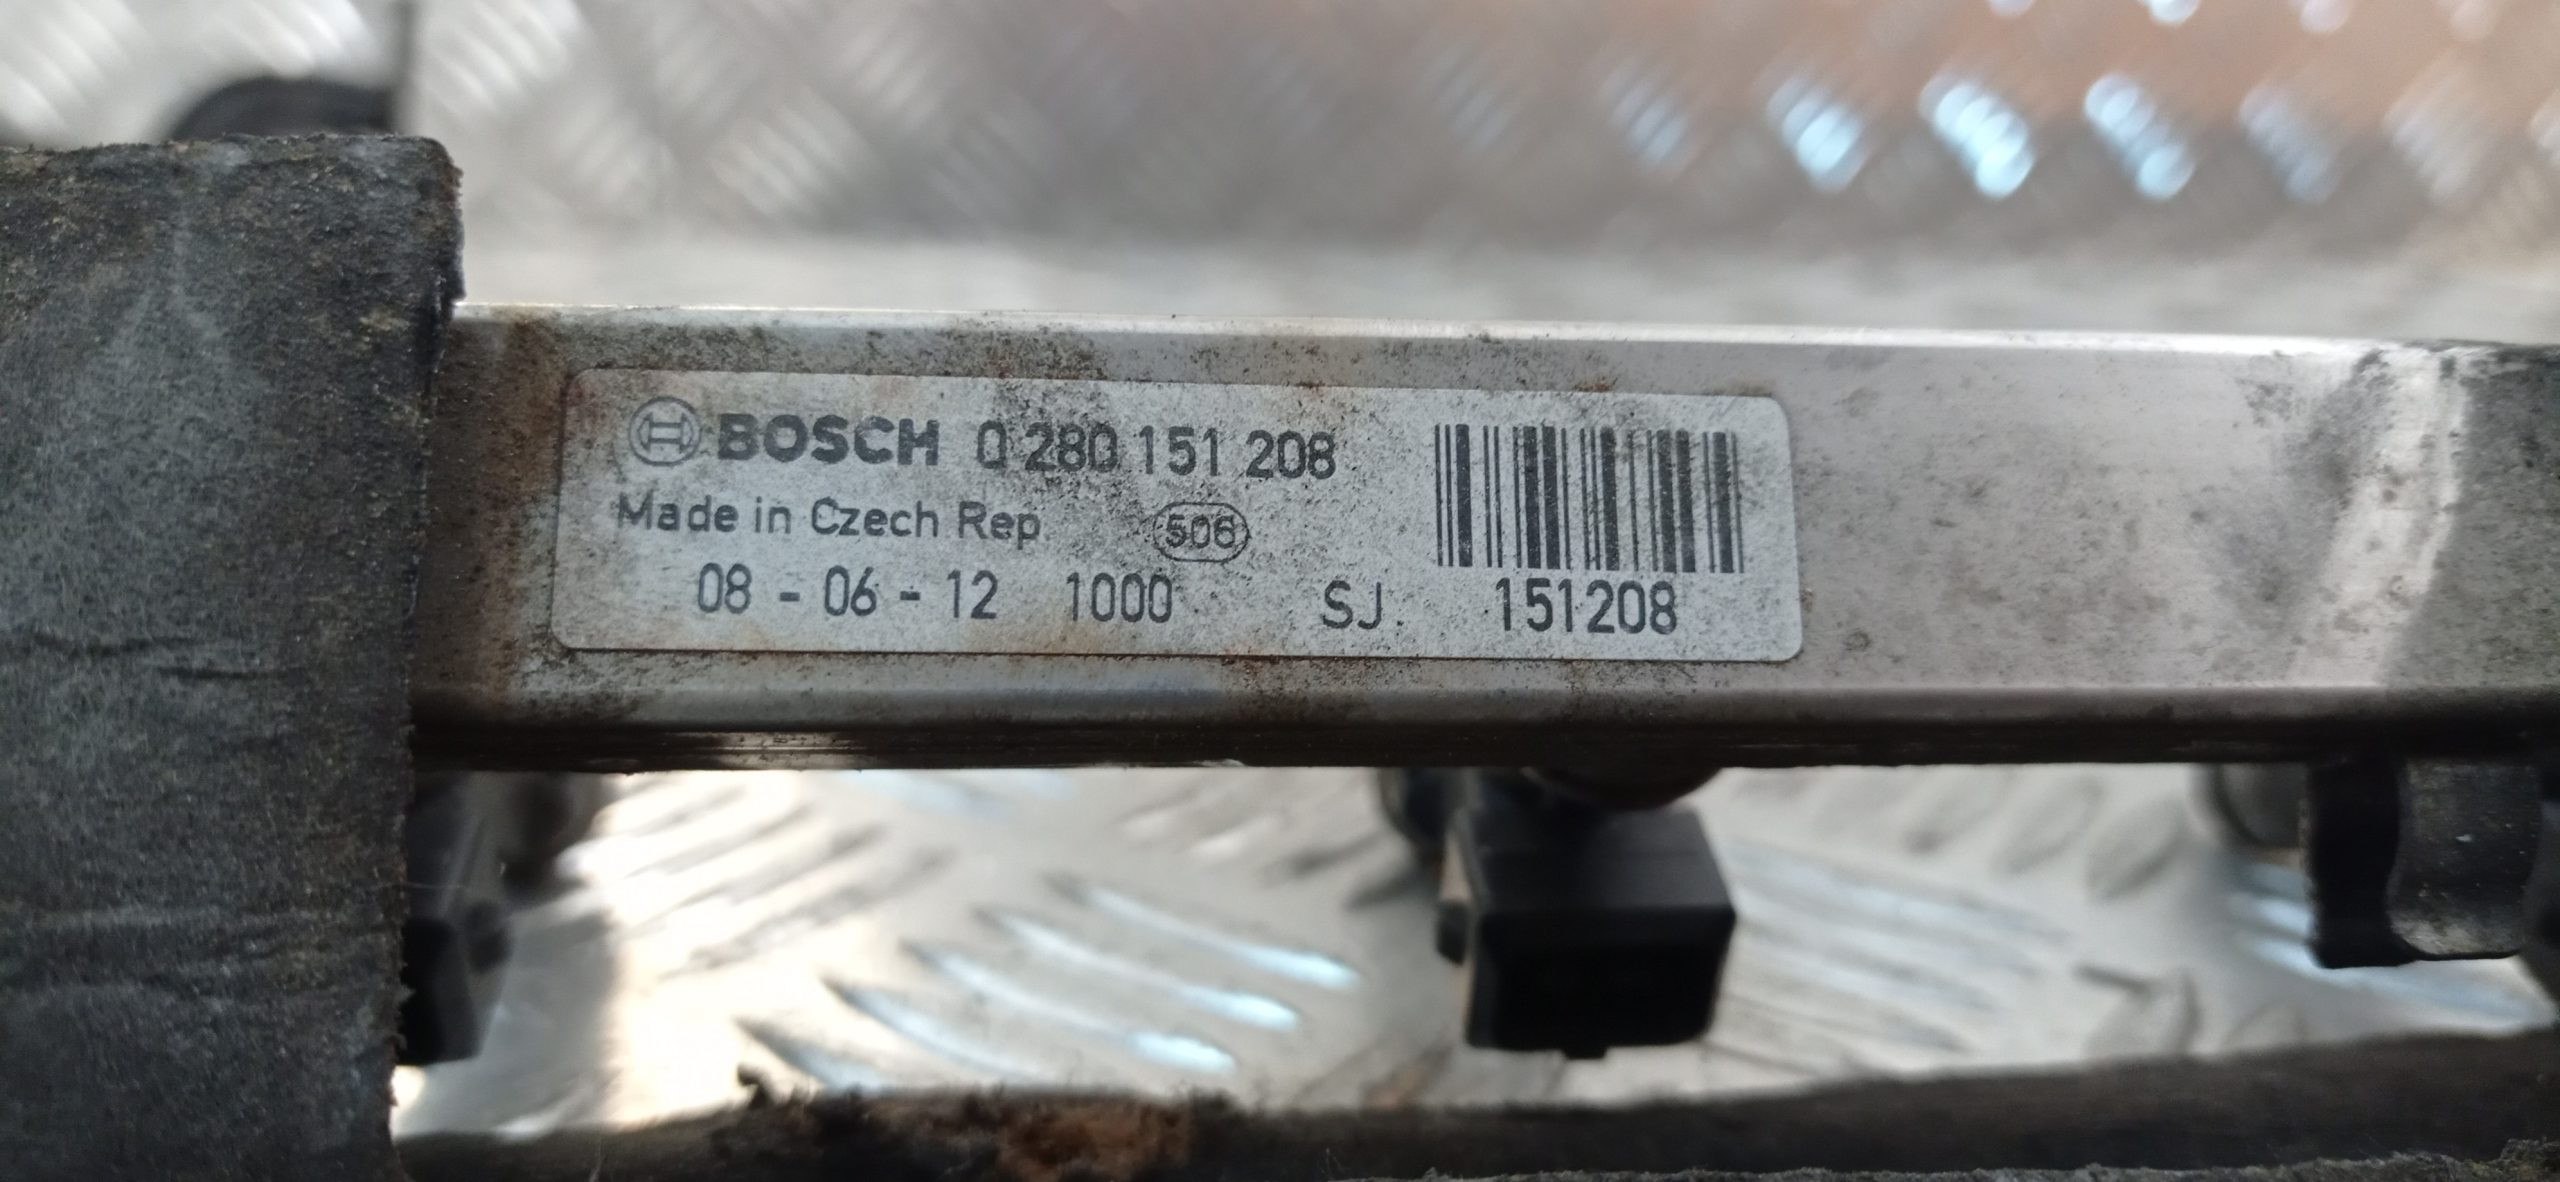 BOSCH 0 280 151 208
Made in Czech Rep 506
08 - 06 - 12 1000 SJ. 151208